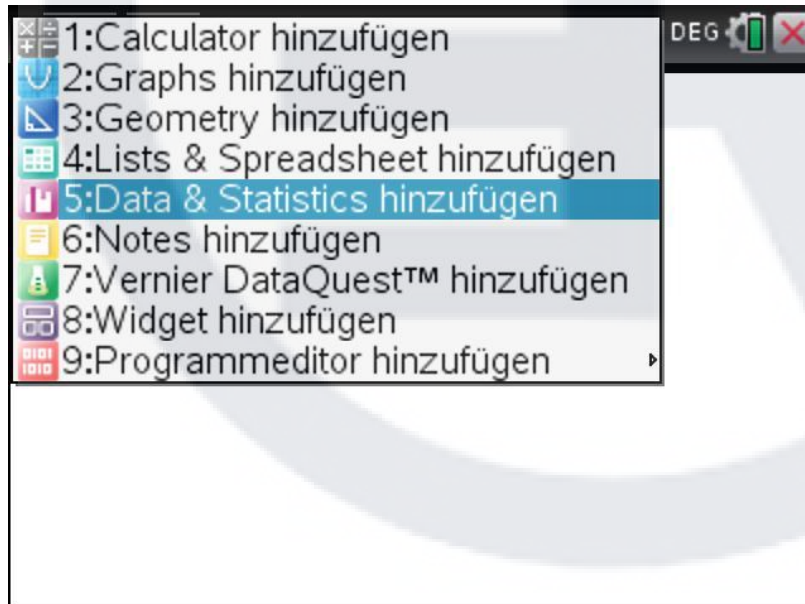 1:Calculator hinzufügen
DEG
2:Graphs hinzufügen
3:Geometry hinzufügen
4:Lists & Spreadsheet hinzufügen
5:Data & Statistics hinzufügen
6:Notes hinzufügen
7:Vernier DataQuest™ hinzufügen
8:Widget hinzufügen
9:Programmeditor hinzufügen